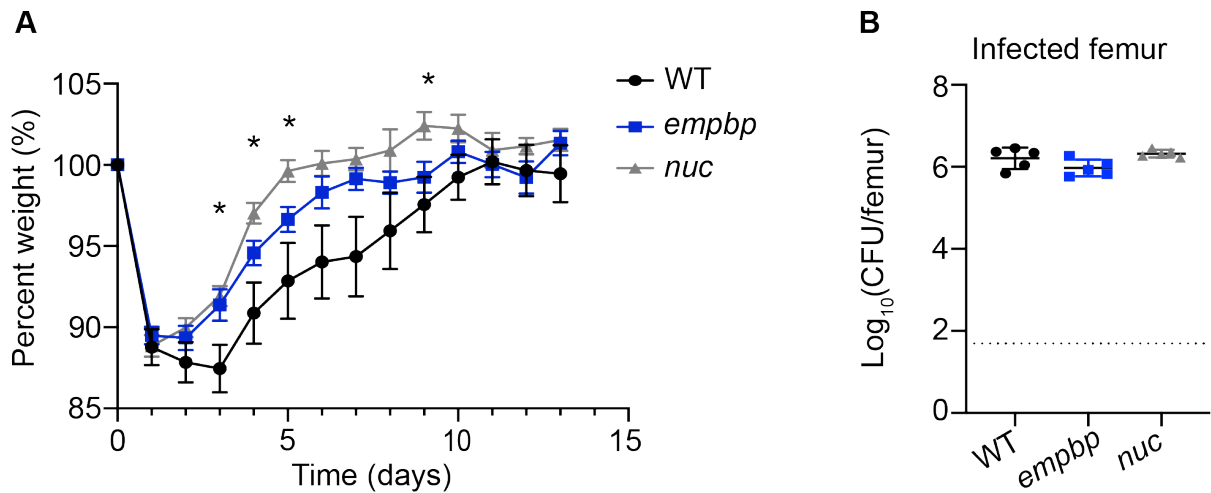 A
Percent weight (%)
105
100
95
90
85
*
*
*
*
0
5
10
15
Time (days)
WT
empbp
nuc
B
Infected femur
Log10(CFU/femur)
8
6
4
2
0
WT
empbp
nuc